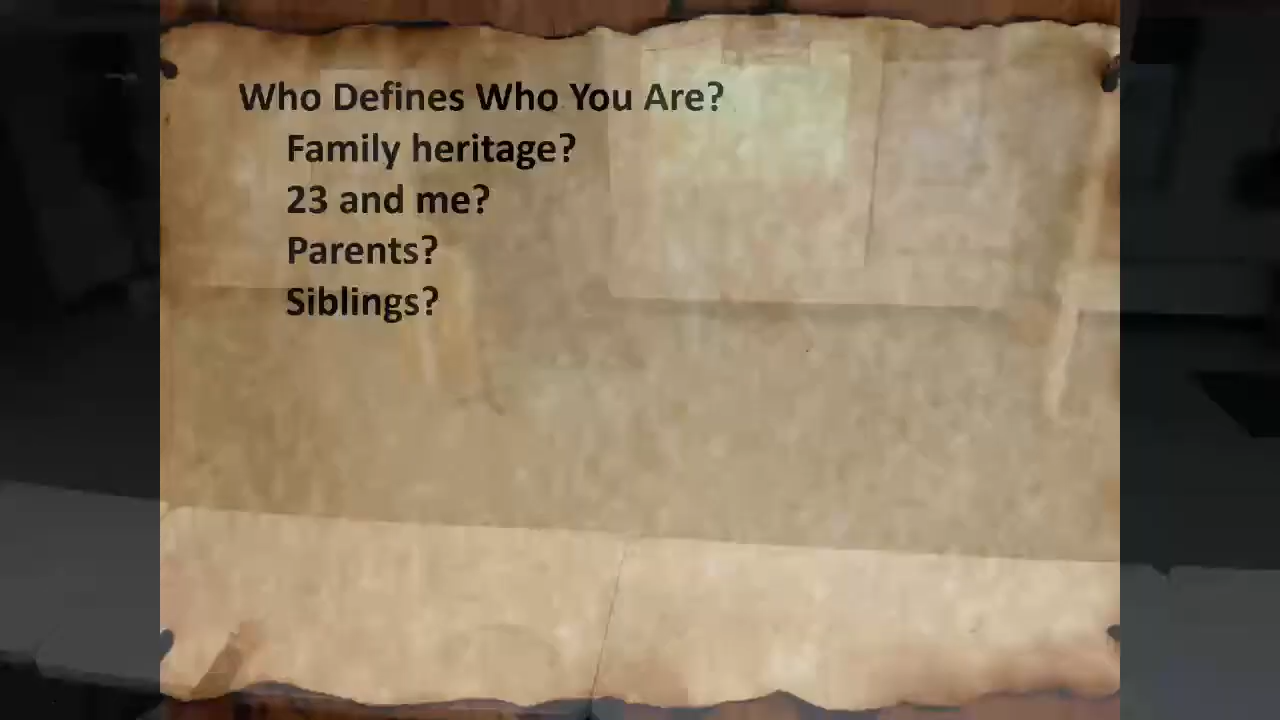 Who Defines Who You Are?
Family heritage?
23 and me?
Parents?
Siblings?